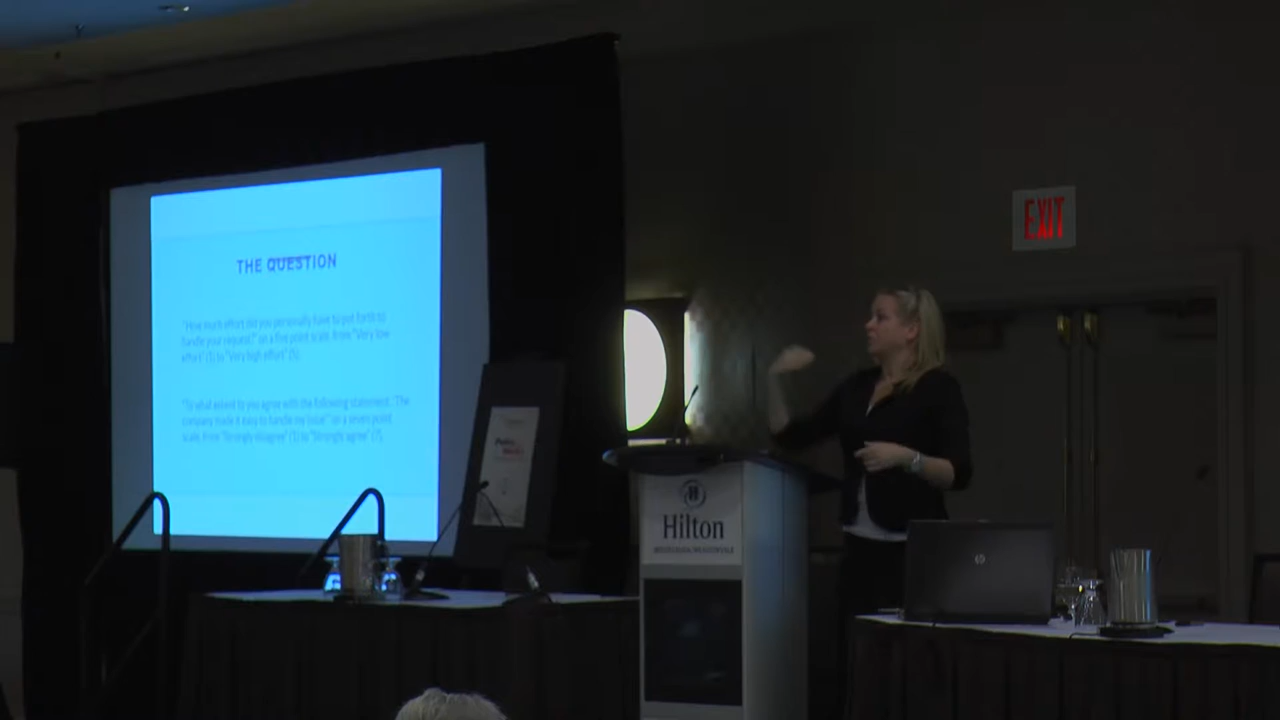 THE QUESTION
"How much effort did you personally have to put forth to
handle your request?" on a five point scale, from "Very low
effort" (1) to "Very high effort" (5).
"To what extent to you agree with the following statement: The
company made it easy to handle my issue" on a seven point
scale, from "Strongly disagree" (1) to "Strongly agree" (7).
EXIT
Hilton
hp